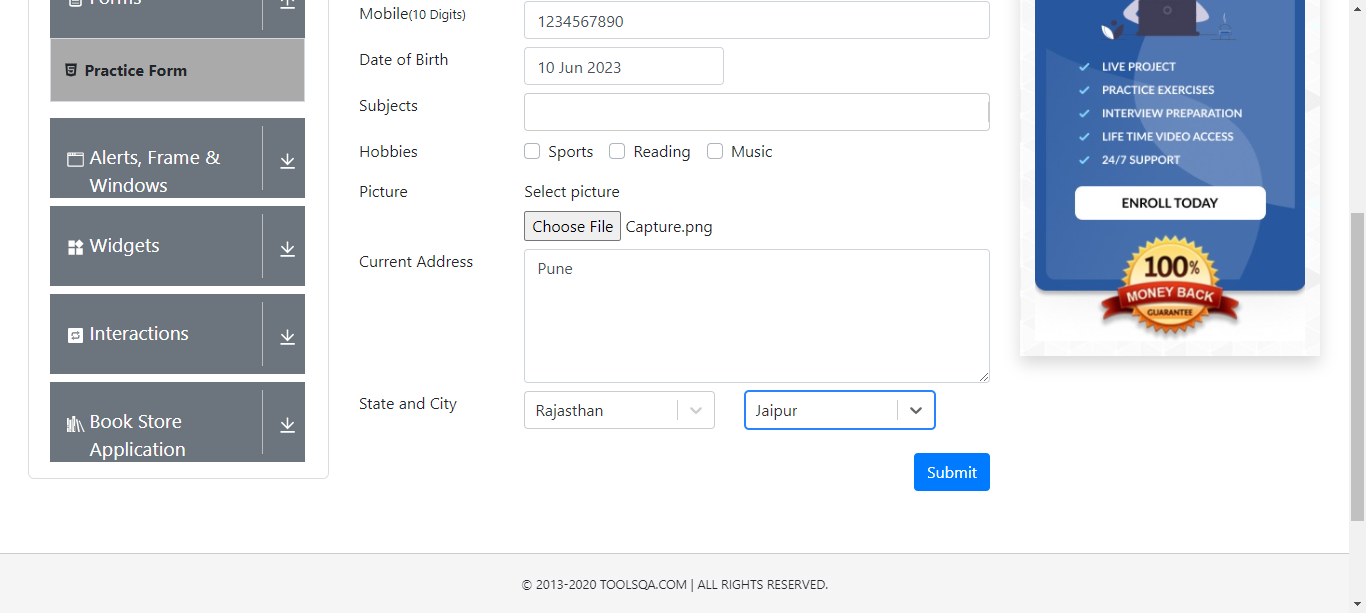 Forms
Practice Form
Alerts, Frame &
Windows
Widgets
Interactions
Book Store
Application
Mobile(10 Digits)
1234567890
Date of Birth
10 Jun 2023
Subjects
Hobbies
Sports
Reading
Music
Picture
Select picture
Choose File Capture.png
Current Address
Pune
State and City
Rajasthan
Jaipur
Submit
LIVE PROJECT
PRACTICE EXERCISES
INTERVIEW PREPARATION
LIFE TIME VIDEO ACCESS
24/7 SUPPORT
ENROLL TODAY
100%
MONEY BACK
GUARANTEE
© 2013-2020 TOOLSQA.COM | ALL RIGHTS RESERVED.